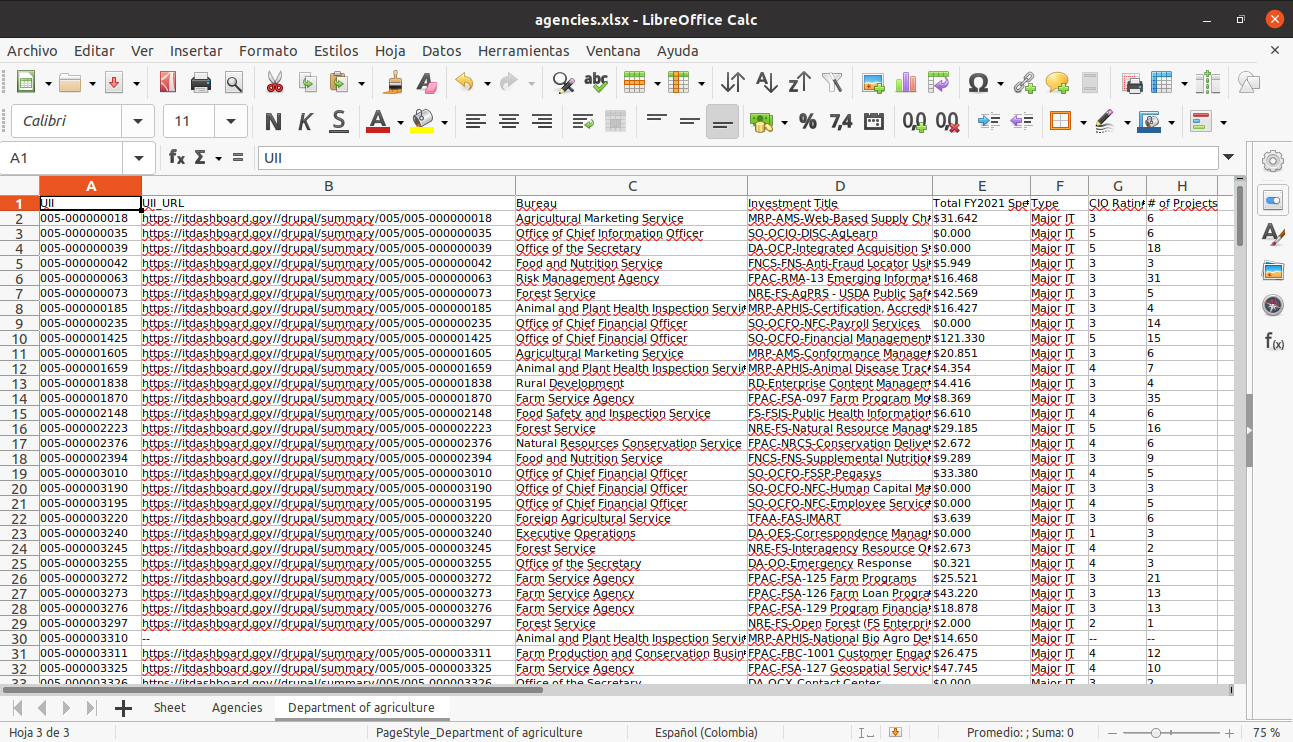 agencies.xlsx - LibreOffice Calc
Archivo Editar Ver Insertar Formato Estilos Hoja Datos Herramientas Ventana Ayuda
Calibri 11 N K S A % 7,4
A1 fx Σ = UII
A B C D E F G H
1 UII UII_URL Bureau Investment Title Total FY2021 Spe Type CIO Rating # of Projects
2 005-000000018 https://itdashboard.gov//drupal/summary/005/005-000000018 Agricultural Marketing Service MRP-AMS-Web-Based Supply Ch $31.642 Major IT 3 6
3 005-000000035 https://itdashboard.gov//drupal/summary/005/005-000000035 Office of Chief Information Officer SO-OCIO-DISC-AgLearn $0.000 Major IT 5 6
4 005-000000039 https://itdashboard.gov//drupal/summary/005/005-000000039 Office of the Secretary DA-OCP-Integrated Acquisition S $0.000 Major IT 5 18
5 005-000000042 https://itdashboard.gov//drupal/summary/005/005-000000042 Food and Nutrition Service FNCS-FNS-Anti-Fraud Locator Usi $5.949 Major IT 3 3
6 005-000000063 https://itdashboard.gov//drupal/summary/005/005-000000063 Risk Management Agency FPAC-RMA-13 Emerging Informa $16.468 Major IT 3 31
7 005-000000073 https://itdashboard.gov//drupal/summary/005/005-000000073 Forest Service NRE-FS-AgPRS - USDA Public Saf $42.569 Major IT 3 5
8 005-000000185 https://itdashboard.gov//drupal/summary/005/005-000000185 Animal and Plant Health Inspection Servi MRP-APHIS-Certification, Accredi $16.427 Major IT 3 4
9 005-000000235 https://itdashboard.gov//drupal/summary/005/005-000000235 Office of Chief Financial Officer SO-OCFO-NFC-Payroll Services $0.000 Major IT 3 14
10 005-000001425 https://itdashboard.gov//drupal/summary/005/005-000001425 Office of Chief Financial Officer SO-OCFO-Financial Management $121.330 Major IT 5 15
11 005-000001605 https://itdashboard.gov//drupal/summary/005/005-000001605 Agricultural Marketing Service MRP-AMS-Conformance Manage $20.851 Major IT 3 6
12 005-000001659 https://itdashboard.gov//drupal/summary/005/005-000001659 Animal and Plant Health Inspection Servi MRP-APHIS-Animal Disease Trac $4.354 Major IT 4 7
13 005-000001838 https://itdashboard.gov//drupal/summary/005/005-000001838 Rural Development RD-Enterprise Content Managem $4.416 Major IT 3 4
14 005-000001870 https://itdashboard.gov//drupal/summary/005/005-000001870 Farm Service Agency FPAC-FSA-097 Farm Program Mo $8.369 Major IT 3 35
15 005-000002148 https://itdashboard.gov//drupal/summary/005/005-000002148 Food Safety and Inspection Service FS-FSIS-Public Health Information $6.610 Major IT 4 6
16 005-000002223 https://itdashboard.gov//drupal/summary/005/005-000002223 Forest Service NRE-FS-Natural Resource Manag $29.185 Major IT 5 16
17 005-000002376 https://itdashboard.gov//drupal/summary/005/005-000002376 Natural Resources Conservation Service FPAC-NRCS-Conservation Delive $2.672 Major IT 4 6
18 005-000002394 https://itdashboard.gov//drupal/summary/005/005-000002394 Food and Nutrition Service FNCS-FNS-Supplemental Nutritio $9.289 Major IT 3 9
19 005-000003010 https://itdashboard.gov//drupal/summary/005/005-000003010 Office of Chief Financial Officer SO-OCFO-FSSP-Pegasys $33.380 Major IT 4 5
20 005-000003190 https://itdashboard.gov//drupal/summary/005/005-000003190 Office of Chief Financial Officer SO-OCFO-NFC-Human Capital Ma $0.000 Major IT 3 3
21 005-000003195 https://itdashboard.gov//drupal/summary/005/005-000003195 Office of Chief Financial Officer SO-OCFO-NFC-Employee Service $0.000 Major IT 4 5
22 005-000003220 https://itdashboard.gov//drupal/summary/005/005-000003220 Foreign Agricultural Service TFAA-FAS-IMART $3.639 Major IT 3 6
23 005-000003240 https://itdashboard.gov//drupal/summary/005/005-000003240 Executive Operations DA-OES-Correspondence Manag $0.000 Major IT 1 3
24 005-000003245 https://itdashboard.gov//drupal/summary/005/005-000003245 Forest Service NRE-FS-Interagency Resource O $2.673 Major IT 4 2
25 005-000003255 https://itdashboard.gov//drupal/summary/005/005-000003255 Office of the Secretary DA-OO-Emergency Response $0.321 Major IT 4 3
26 005-000003272 https://itdashboard.gov//drupal/summary/005/005-000003272 Farm Service Agency FPAC-FSA-125 Farm Programs $25.521 Major IT 3 21
27 005-000003273 https://itdashboard.gov//drupal/summary/005/005-000003273 Farm Service Agency FPAC-FSA-126 Farm Loan Progra $43.220 Major IT 3 13
28 005-000003276 https://itdashboard.gov//drupal/summary/005/005-000003276 Farm Service Agency FPAC-FSA-129 Program Financia $18.878 Major IT 3 13
29 005-000003297 https://itdashboard.gov//drupal/summary/005/005-000003297 Forest Service NRE-FS-Open Forest (FS Enterpri $2.000 Major IT 2 1
30 005-000003310 -- Animal and Plant Health Inspection Servi MRP-APHIS-National Bio Agro De $14.650 Major IT -- --
31 005-000003311 https://itdashboard.gov//drupal/summary/005/005-000003311 Farm Production and Conservation Busin FPAC-FBC-1001 Customer Engag $26.475 Major IT 4 12
32 005-000003325 https://itdashboard.gov//drupal/summary/005/005-000003325 Farm Service Agency FPAC-FSA-127 Geospatial Servic $47.745 Major IT 4 10
33 005-000003326 https://itdashboard.gov//drupal/summary/005/005-000003326 Office of the Secretary DA-OCX-Contact Center $0.000 Major IT 3 2
Sheet Agencies Department of agriculture
Hoja 3 de 3 PageStyle_Department of agriculture Español (Colombia) Promedio: ; Suma: 0 75 %